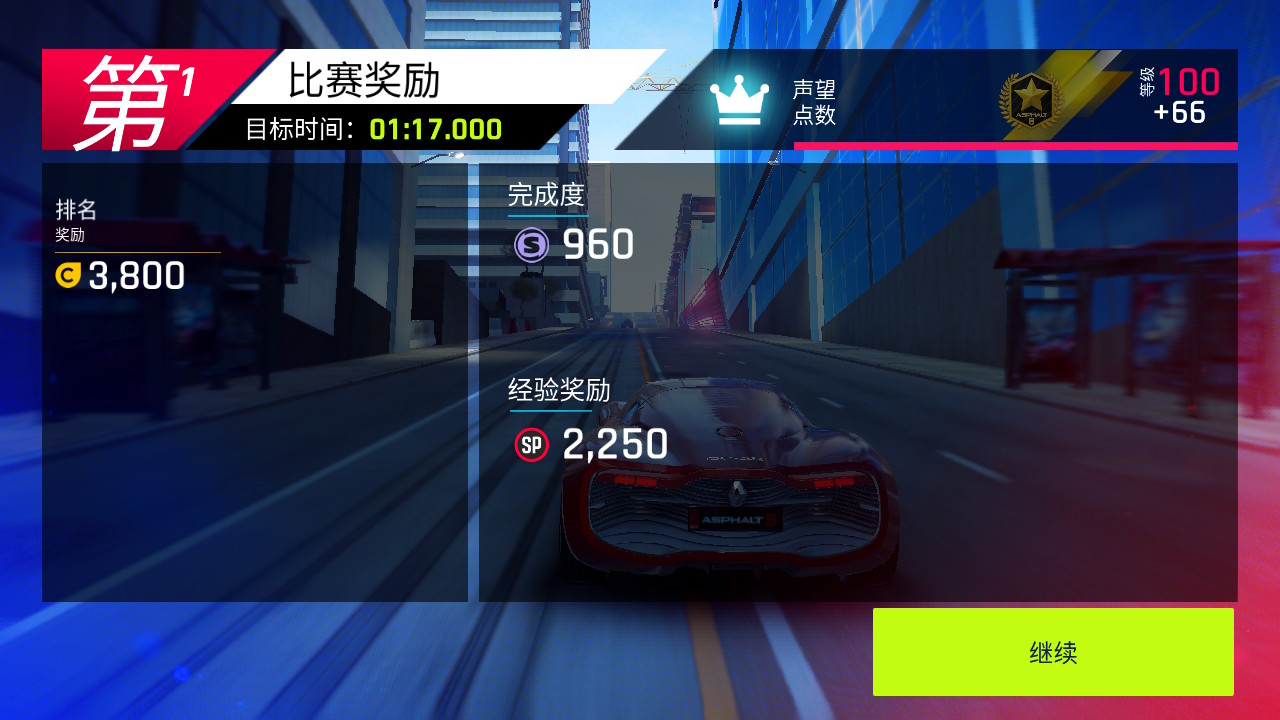 第1
比赛奖励
目标时间：01:17.000
声望
点数
等级100
+66
排名
奖励
3,800
完成度
960
经验奖励
SP 2,250
ASPHALT
继续